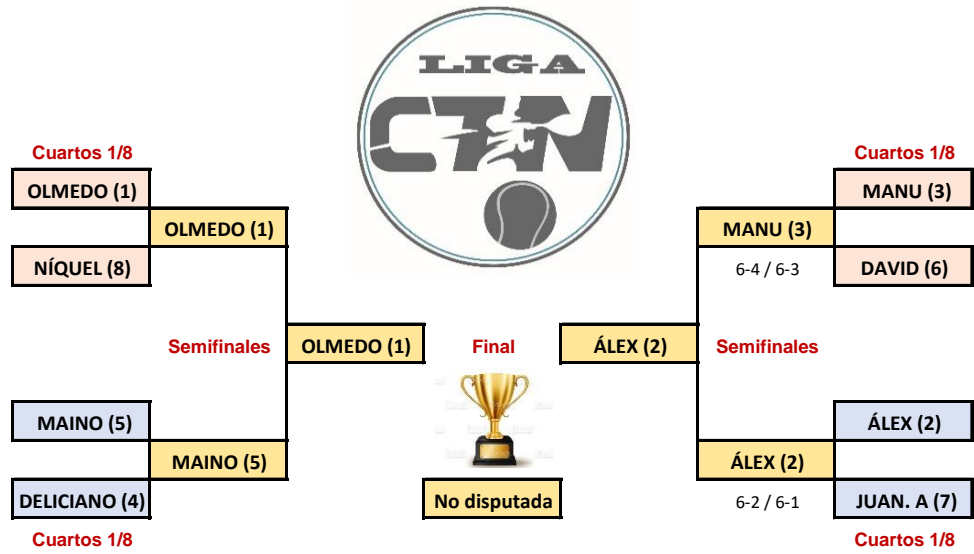 LIGA
CTN
Cuartos 1/8
Cuartos 1/8
OLMEDO (1)
MANU (3)
OLMEDO (1)
MANU (3)
NÍQUEL (8)
6-4 / 6-3
DAVID (6)
Semifinales
OLMEDO (1)
Final
ÁLEX (2)
Semifinales
MAINO (5)
ÁLEX (2)
MAINO (5)
ÁLEX (2)
DELICIANO (4)
No disputada
6-2 / 6-1
JUAN. A (7)
Cuartos 1/8
Cuartos 1/8